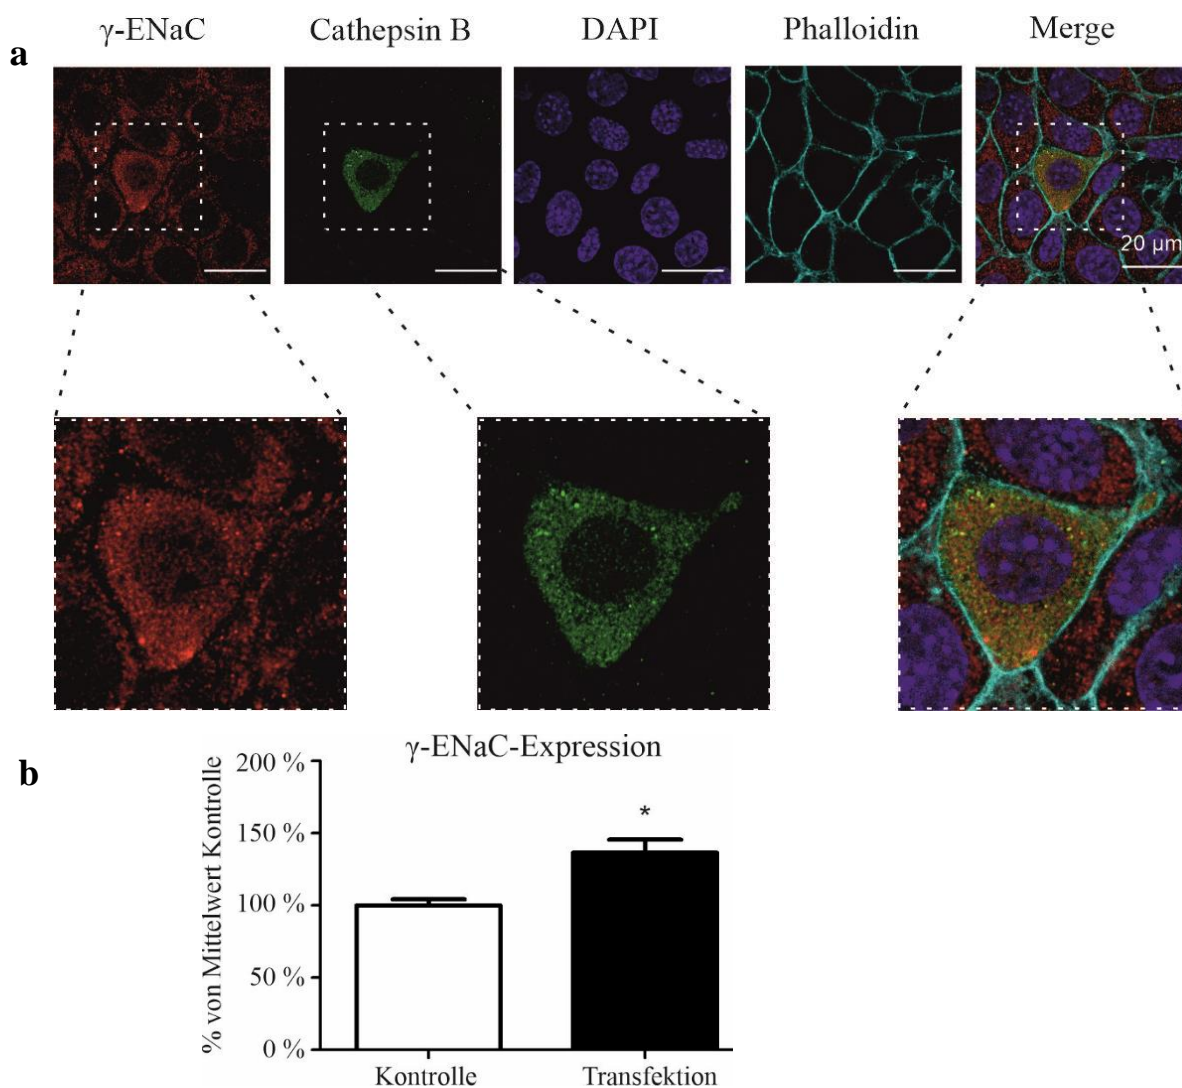 γ-ENaC Cathepsin B DAPI Phalloidin Merge
a
20 µm
b
γ-ENaC-Expression
% von Mittelwert Kontrolle
200 %
150 %
100 %
50 %
0 %
*
Kontrolle Transfektion